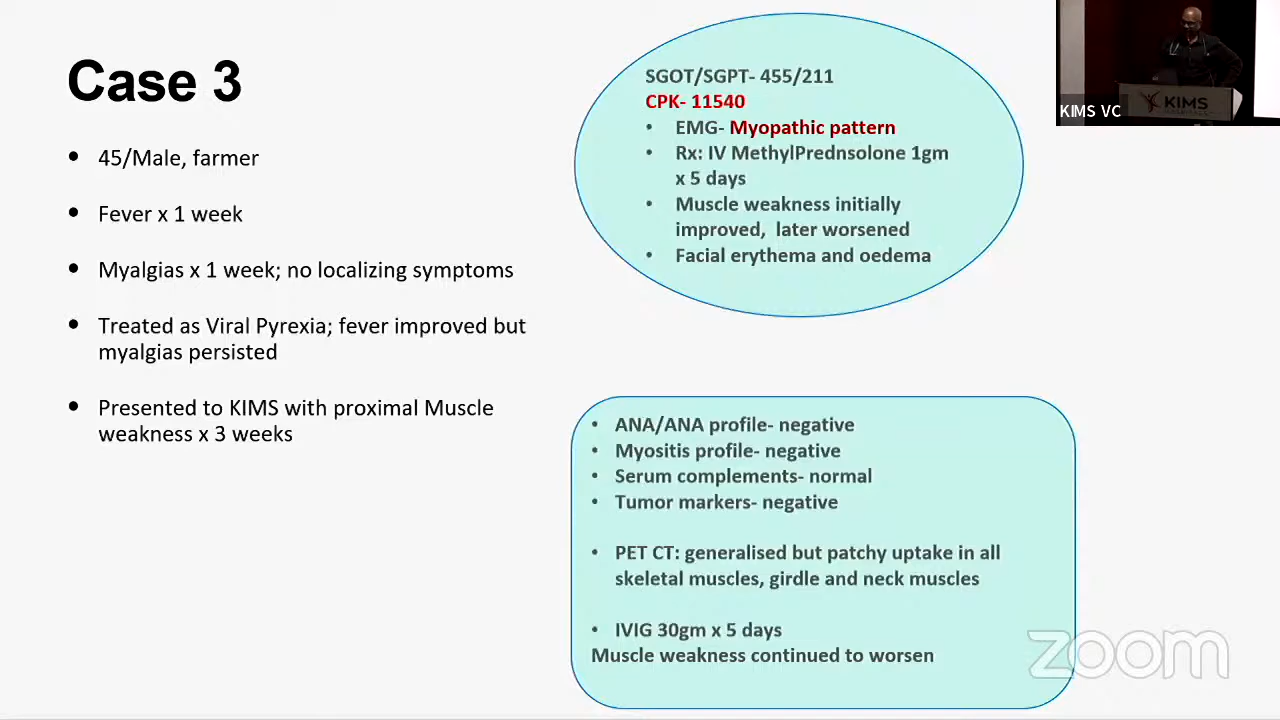 Case 3
45/Male, farmer
Fever x 1 week
Myalgias x 1 week; no localizing symptoms
Treated as Viral Pyrexia; fever improved but
myalgias persisted
Presented to KIMS with proximal Muscle
weakness x 3 weeks
SGOT/SGPT- 455/211
CPK- 11540
EMG- Myopathic pattern
Rx: IV MethylPrednsolone 1gm
x 5 days
Muscle weakness initially
improved, later worsened
Facial erythema and oedema
ANA/ANA profile- negative
Myositis profile- negative
Serum complements- normal
Tumor markers- negative
PET CT: generalised but patchy uptake in all
skeletal muscles, girdle and neck muscles
IVIG 30gm x 5 days
Muscle weakness continued to worsen
KIMS
KIMS VC
zoom